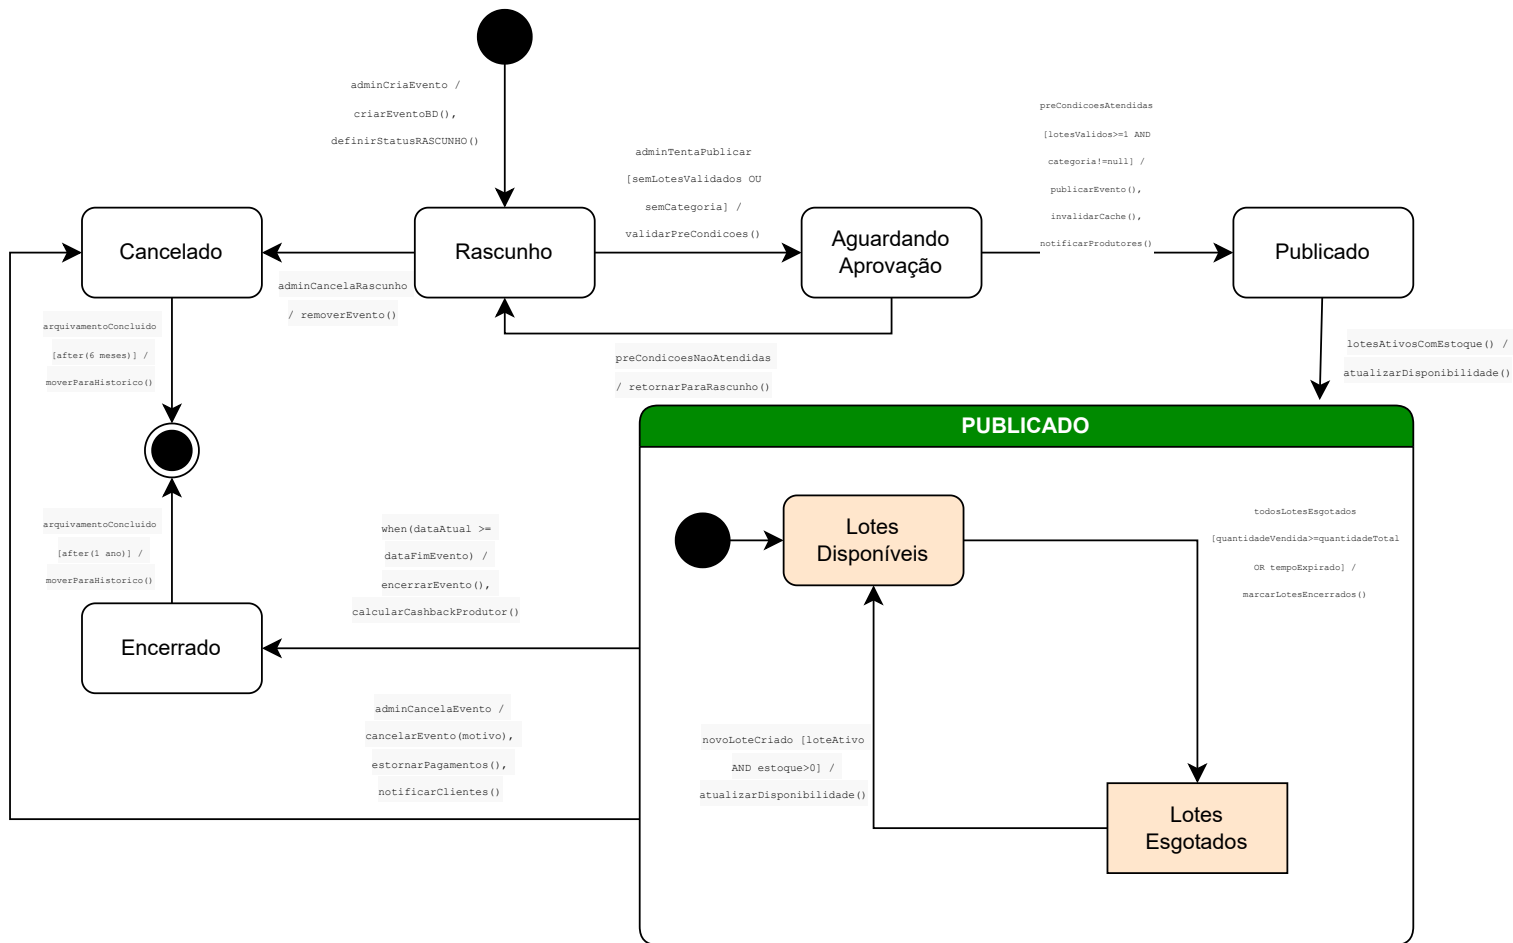 adminCriaEvento /
criarEventoBD(),
definirStatusRASCUNHO()
adminTentaPublicar
[semLotesValidados OU
semCategoria] /
validarPreCondicoes()
preCondicoesAtendidas
[lotesValidos>=1 AND
categoria!=null] /
publicarEvento(),
invalidarCache(),
notificarProdutores()
Cancelado
Rascunho
Aguardando
Aprovação
Publicado
adminCancelaRascunho
/ removerEvento()
arquivamentoConcluido
[after(6 meses)] /
moverParaHistorico()
preCondicoesNaoAtendidas
/ retornarParaRascunho()
lotesAtivosComEstoque() /
atualizarDisponibilidade()
PUBLICADO
arquivamentoConcluido
[after(1 ano)] /
moverParaHistorico()
when(dataAtual >=
dataFimEvento) /
encerrarEvento(),
calcularCashbackProdutor()
Lotes
Disponíveis
todosLotesEsgotados
[quantidadeVendida>=quantidadeTotal
OR tempoExpirado] /
marcarLotesEncerrados()
Encerrado
adminCancelaEvento /
cancelarEvento(motivo),
estornarPagamentos(),
notificarClientes()
novoLoteCriado [loteAtivo
AND estoque>0] /
atualizarDisponibilidade()
Lotes
Esgotados